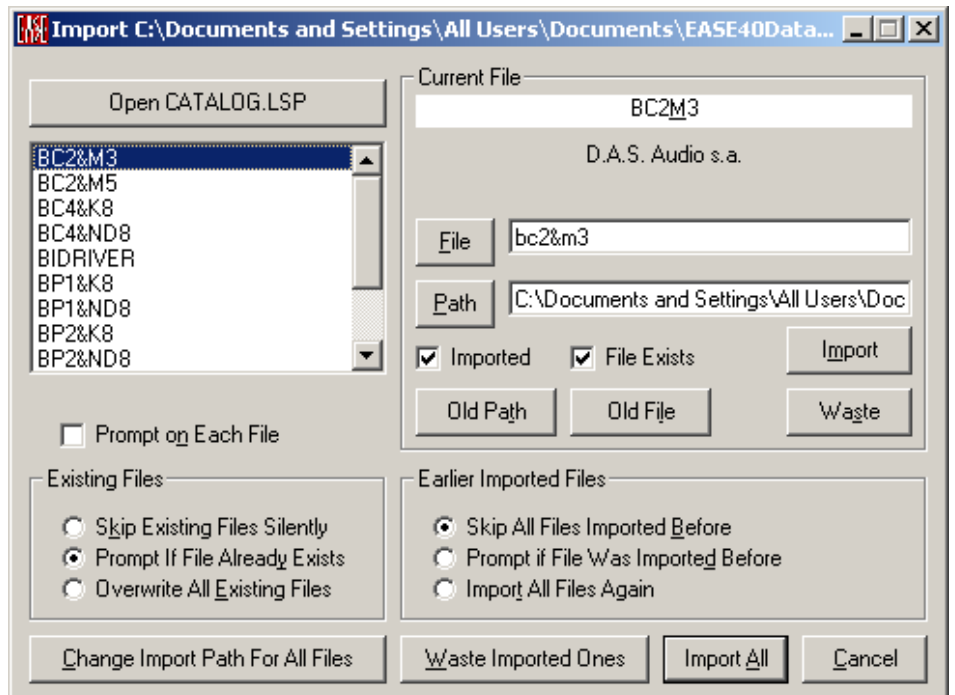 Import C:\Documents and Settings\All Users\Documents\EASE40Data...
Open CATALOG.LSP
BC2&M3
BC2&M5
BC4&K8
BC4&ND8
BIDRIVER
BP1&K8
BP1&ND8
BP2&K8
BP2&ND8
Prompt on Each File
Current File
BC2M3
D.A.S. Audio s.a.
File
bc2&m3
Path
C:\Documents and Settings\All Users\Doc
Imported
File Exists
Import
Old Path
Old File
Waste
Existing Files
Skip Existing Files Silently
Prompt If File Already Exists
Overwrite All Existing Files
Earlier Imported Files
Skip All Files Imported Before
Prompt if File Was Imported Before
Import All Files Again
Change Import Path For All Files
Waste Imported Ones
Import All
Cancel